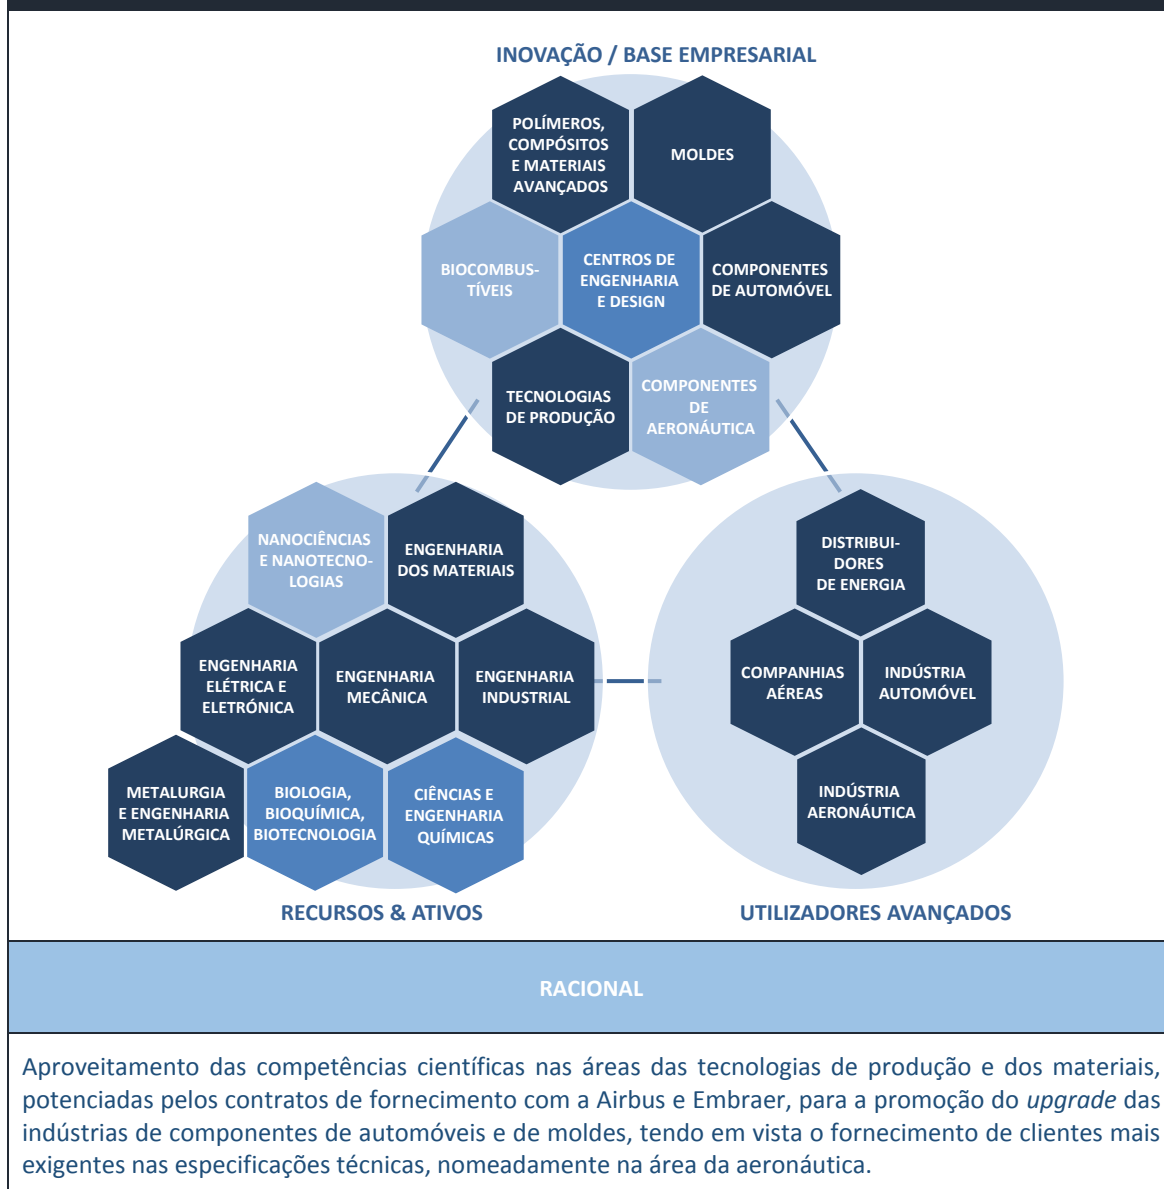 INOVAÇÃO / BASE EMPRESARIAL
POLÍMEROS,
COMPÓSITOS
E MATERIAIS
AVANÇADOS
MOLDES
BIOCOMBUS-
TÍVEIS
CENTROS DE
ENGENHARIA
E DESIGN
COMPONENTES
DE AUTOMÓVEL
TECNOLOGIAS
DE PRODUÇÃO
COMPONENTES
DE
AERONÁUTICA
NANOCIÊNCIAS
E NANOTECNO-
LOGIAS
ENGENHARIA
DOS MATERIAIS
ENGENHARIA
ELÉTRICA E
ELETRÓNICA
ENGENHARIA
MECÂNICA
ENGENHARIA
INDUSTRIAL
METALURGIA
E ENGENHARIA
METALÚRGICA
BIOLOGIA,
BIOQUÍMICA,
BIOTECNOLOGIA
CIÊNCIAS E
ENGENHARIA
QUÍMICAS
RECURSOS & ATIVOS
DISTRIBUI-
DORES
DE ENERGIA
COMPANHIAS
AÉREAS
INDÚSTRIA
AUTOMÓVEL
INDÚSTRIA
AERONÁUTICA
UTILIZADORES AVANÇADOS
RACIONAL
Aproveitamento das competências científicas nas áreas das tecnologias de produção e dos materiais,
potenciadas pelos contratos de fornecimento com a Airbus e Embraer, para a promoção do upgrade das
indústrias de componentes de automóveis e de moldes, tendo em vista o fornecimento de clientes mais
exigentes nas especificações técnicas, nomeadamente na área da aeronáutica.